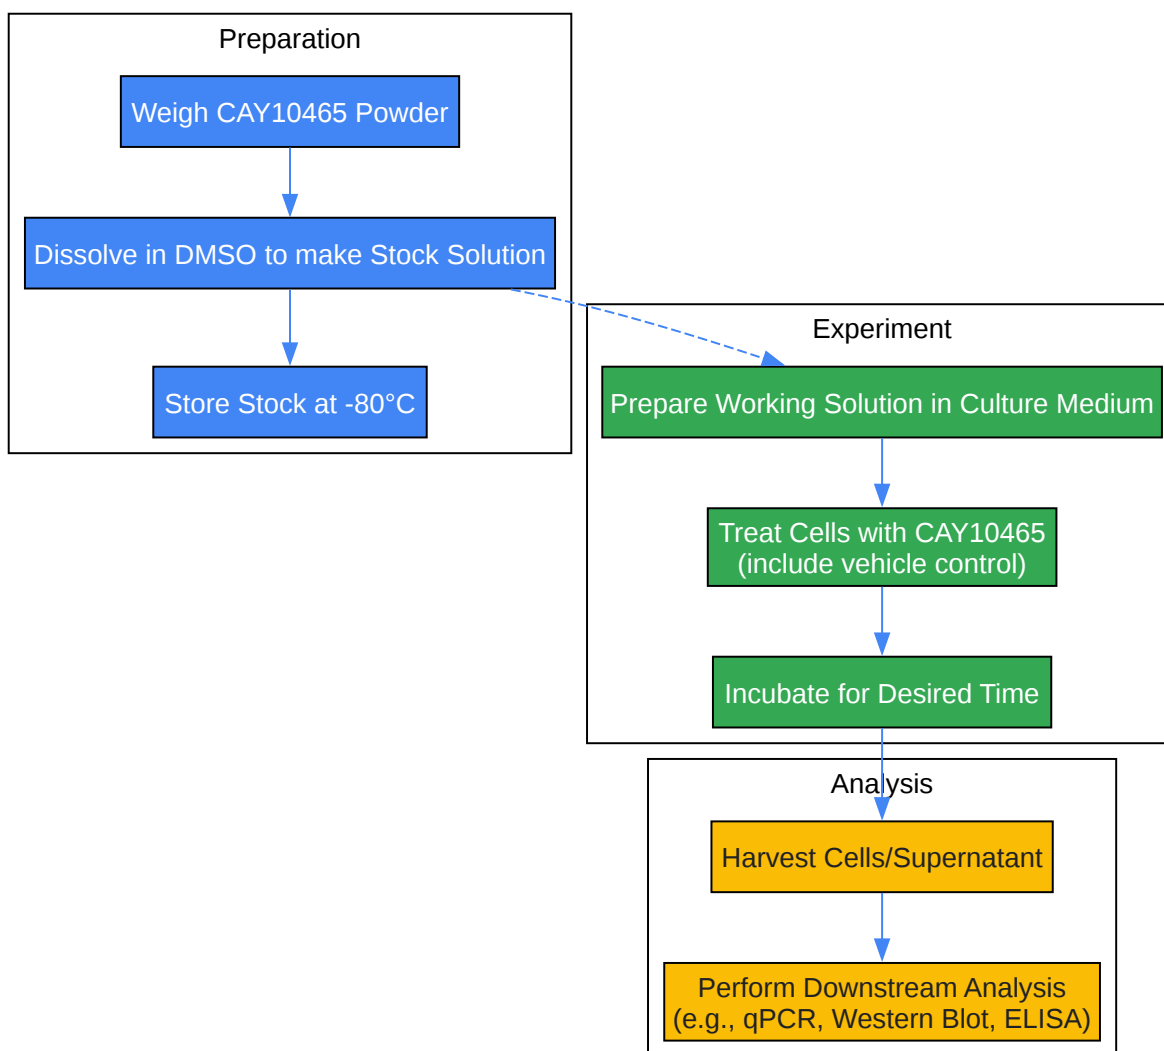 Preparation
Weigh CAY10465 Powder
Dissolve in DMSO to make Stock Solution
Store Stock at -80°C
Experiment
Prepare Working Solution in Culture Medium
Treat Cells with CAY10465
(include vehicle control)
Incubate for Desired Time
Analysis
Harvest Cells/Supernatant
Perform Downstream Analysis
(e.g., qPCR, Western Blot, ELISA)